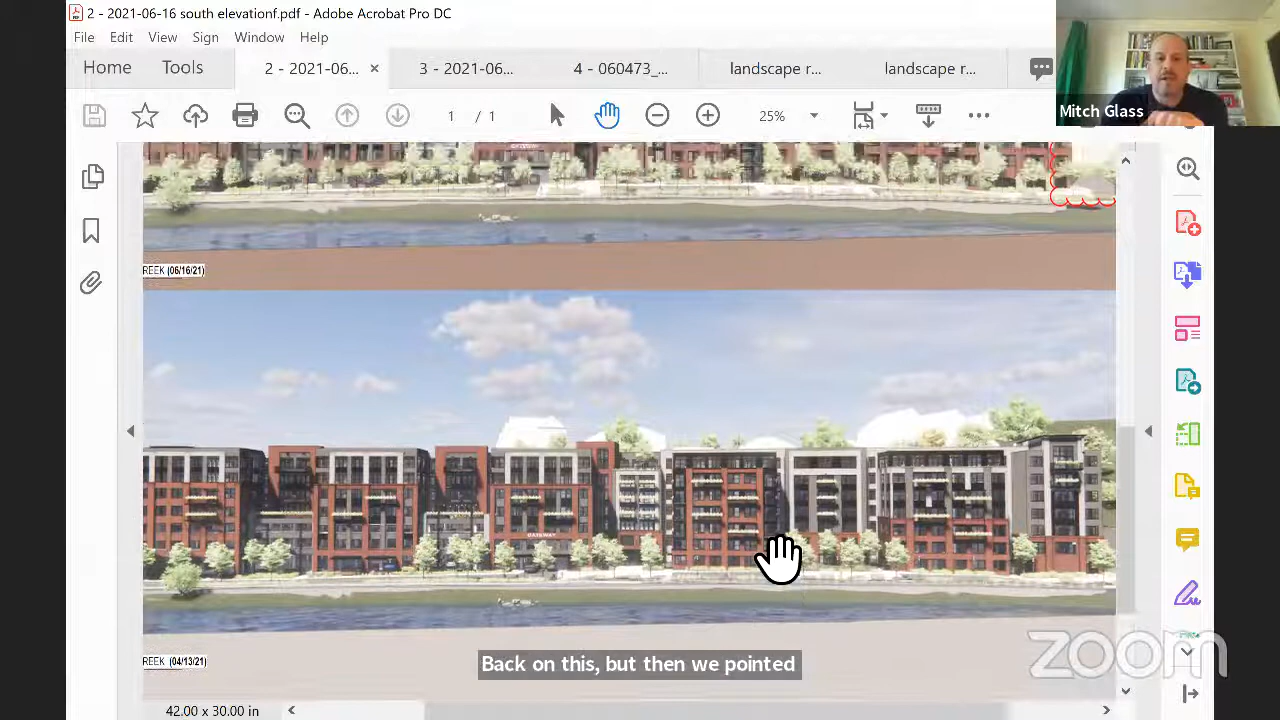 2 - 2021-06-16 south elevationf.pdf - Adobe Acrobat Pro DC
File Edit View Sign Window Help
Home Tools 2 - 2021-06... × 3 - 2021-06... 4 - 060473_... landscape r... landscape r...
1 / 1 25%
Mitch Glass
REEK (06/16/21)
GATEWAY
REEK (04/13/21)
Back on this, but then we pointed
zoom
42.00 x 30.00 in